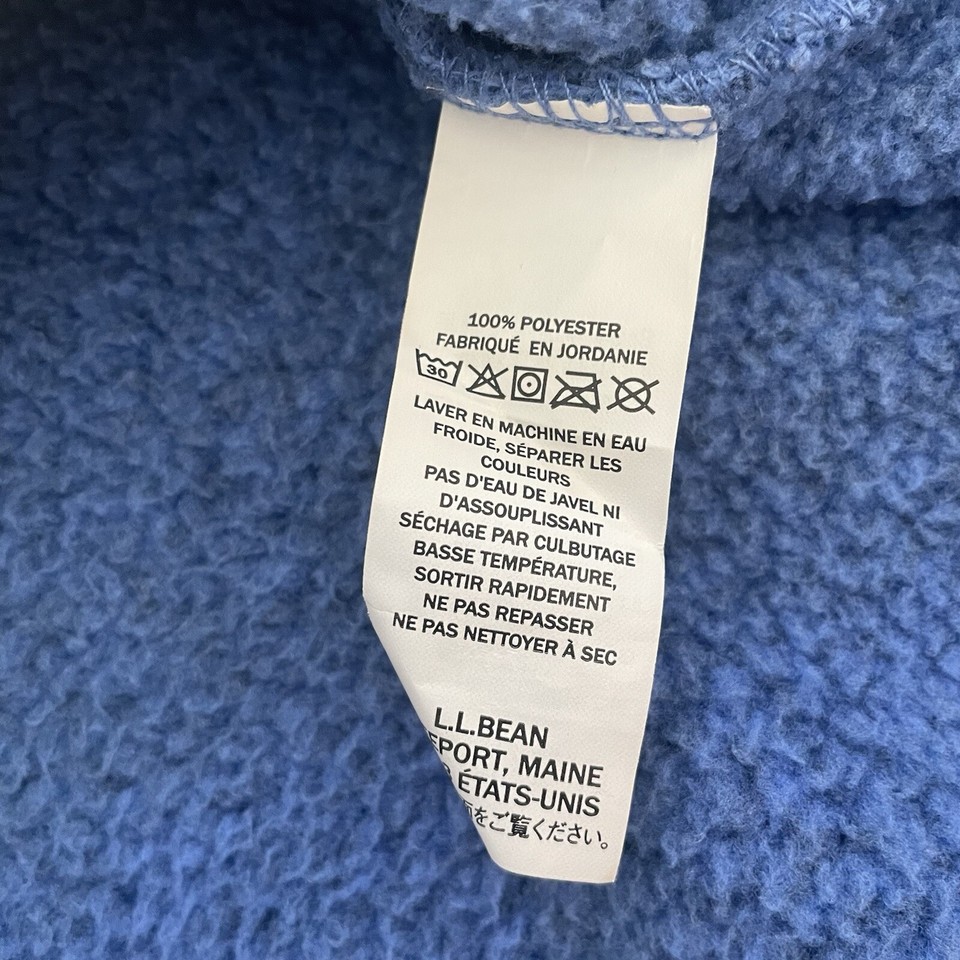 100% POLYESTER
FABRIQUÉ EN JORDANIE
30
LAVER EN MACHINE EN EAU
FROIDE, SÉPARER LES
COULEURS
PAS D'EAU DE JAVEL NI
D'ASSOUPLISSANT
SÉCHAGE PAR CULBUTAGE
BASSE TEMPÉRATURE,
SORTIR RAPIDEMENT
NE PAS REPASSER
NE PAS NETTOYER À SEC
L.L.BEAN
EPORT, MAINE
ÉTATS-UNIS
面をご覧ください。